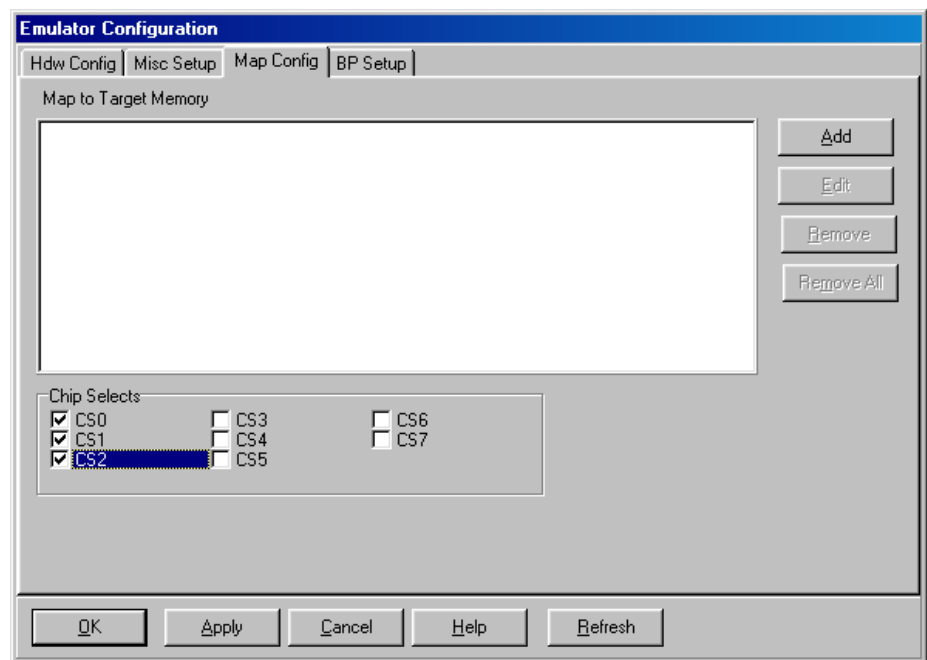 Emulator Configuration
Hdw Config Misc Setup Map Config BP Setup
Map to Target Memory
Add
Edit
Remove
Remove All
Chip Selects
CS0 CS3 CS6
CS1 CS4 CS7
CS2 CS5
OK Apply Cancel Help Refresh